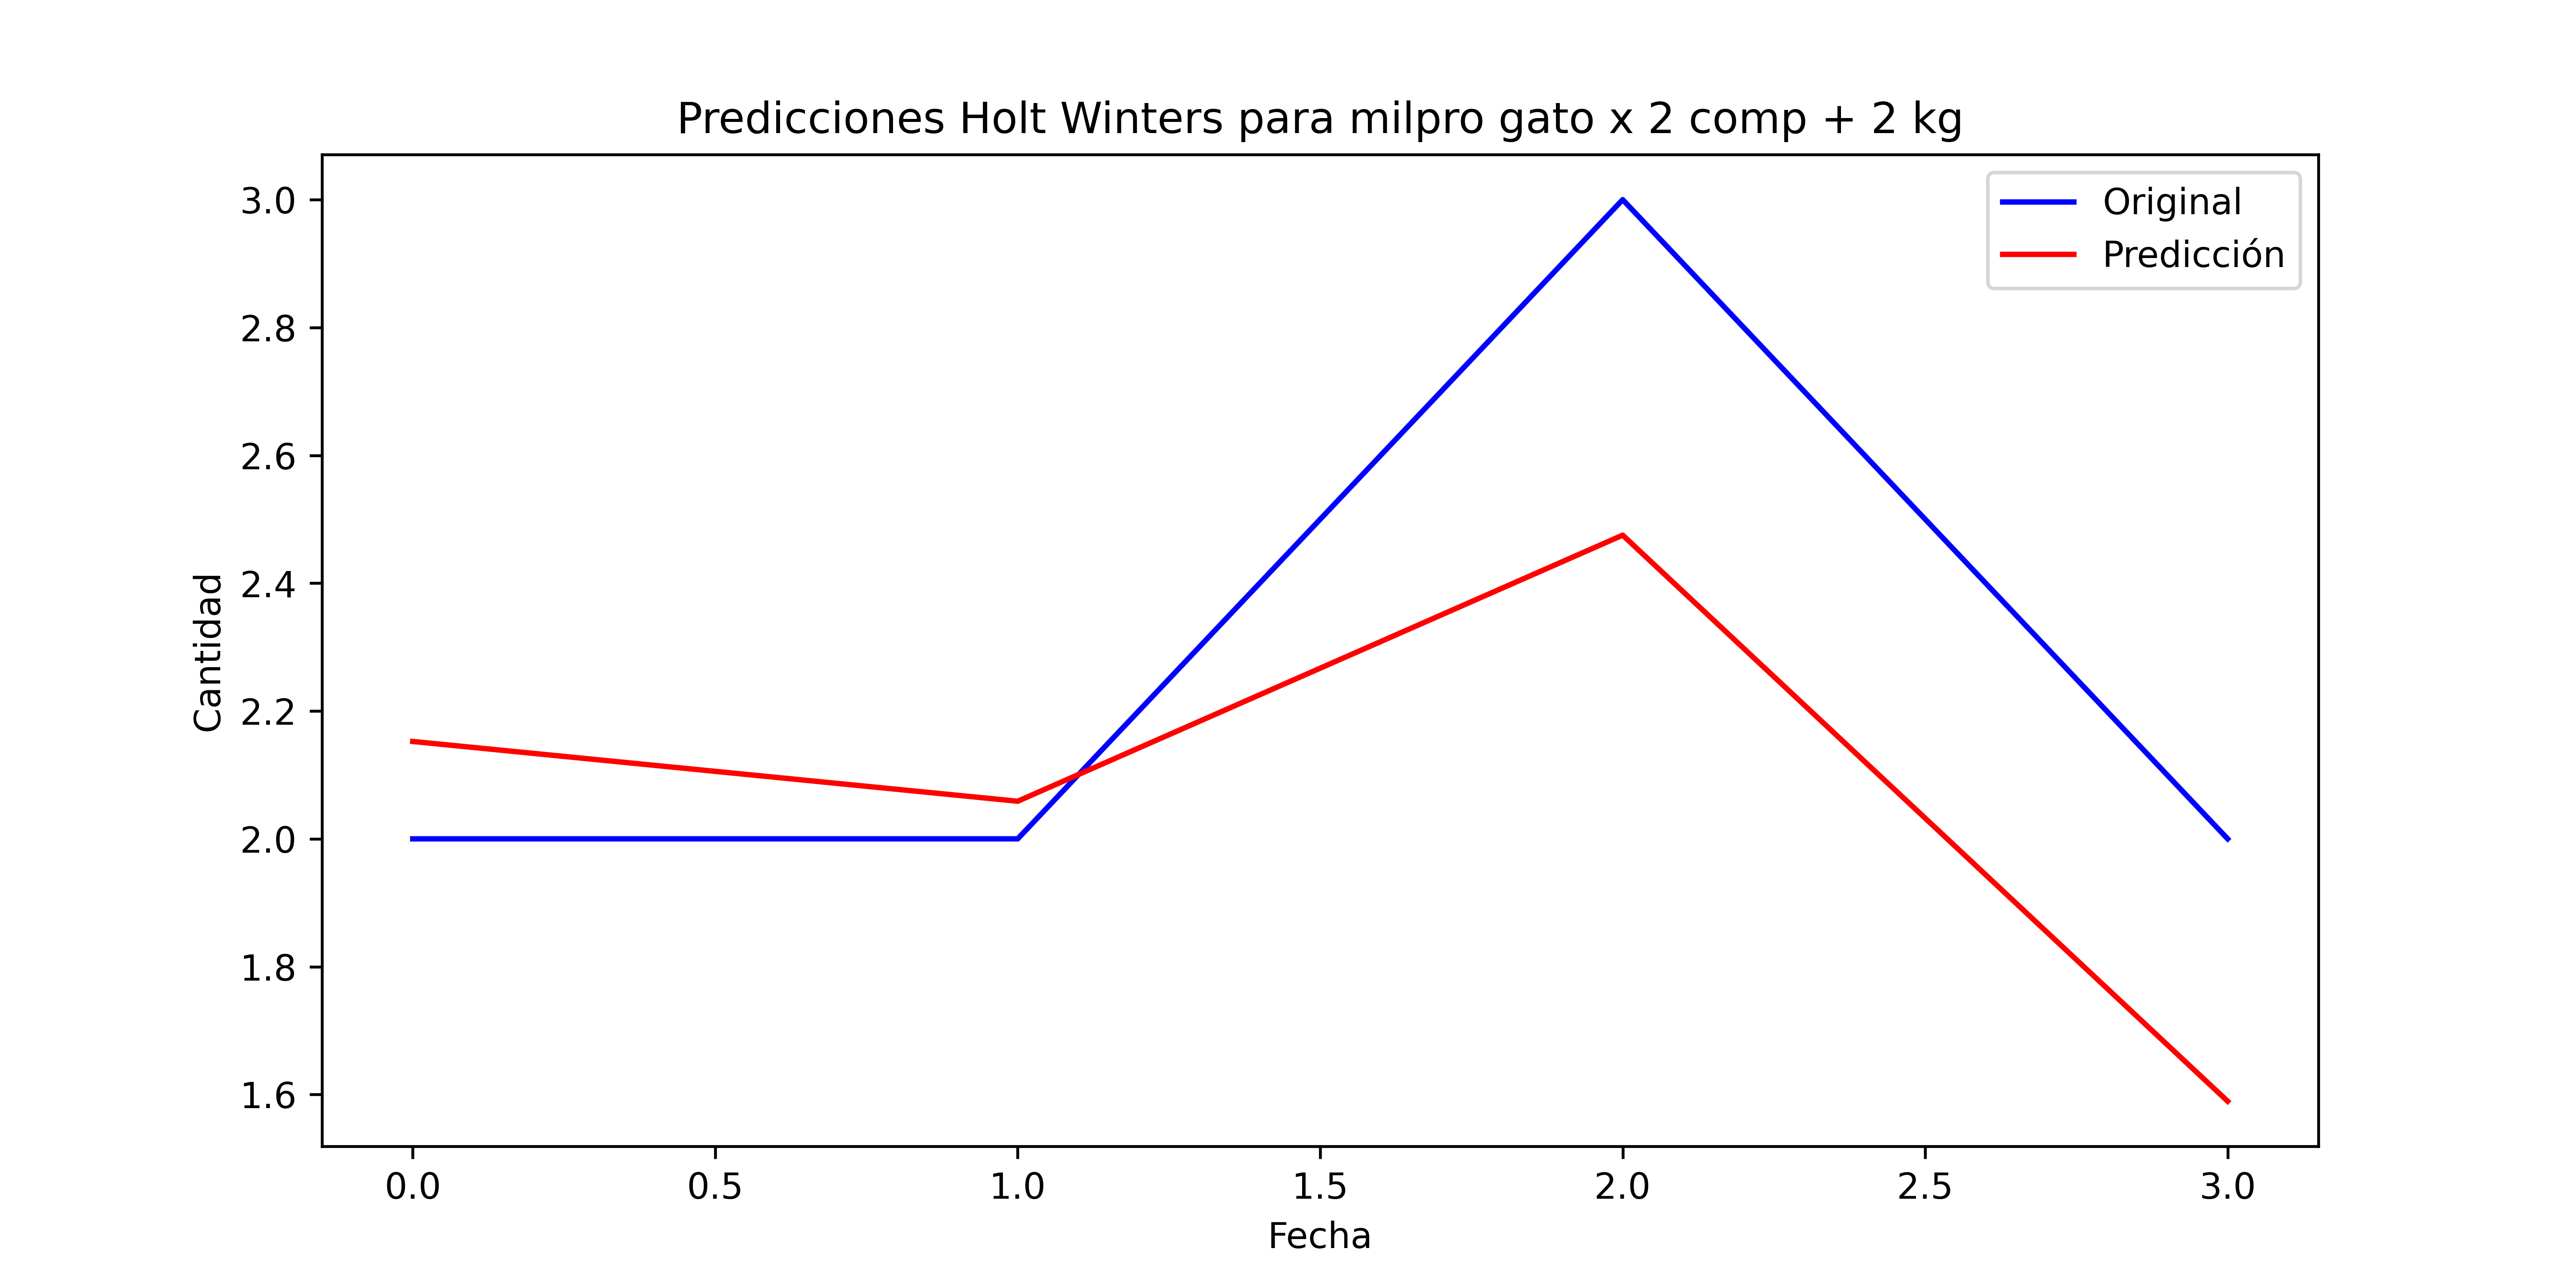 Predicciones Holt Winters para milpro gato x 2 comp + 2 kg
Original
Predicción
Cantidad
3.0
2.8
2.6
2.4
2.2
2.0
1.8
1.6
0.0 0.5 1.0 1.5 2.0 2.5 3.0
Fecha